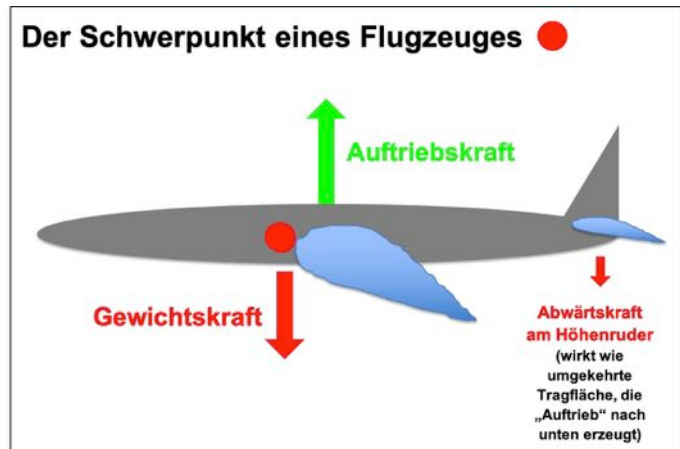 Der Schwerpunkt eines Flugzeuges
Auftriebskraft
Gewichtskraft
Abwärtskraft
am Höhenruder
(wirkt wie
umgekehrte
Tragfläche, die
„Auftrieb“ nach
unten erzeugt)